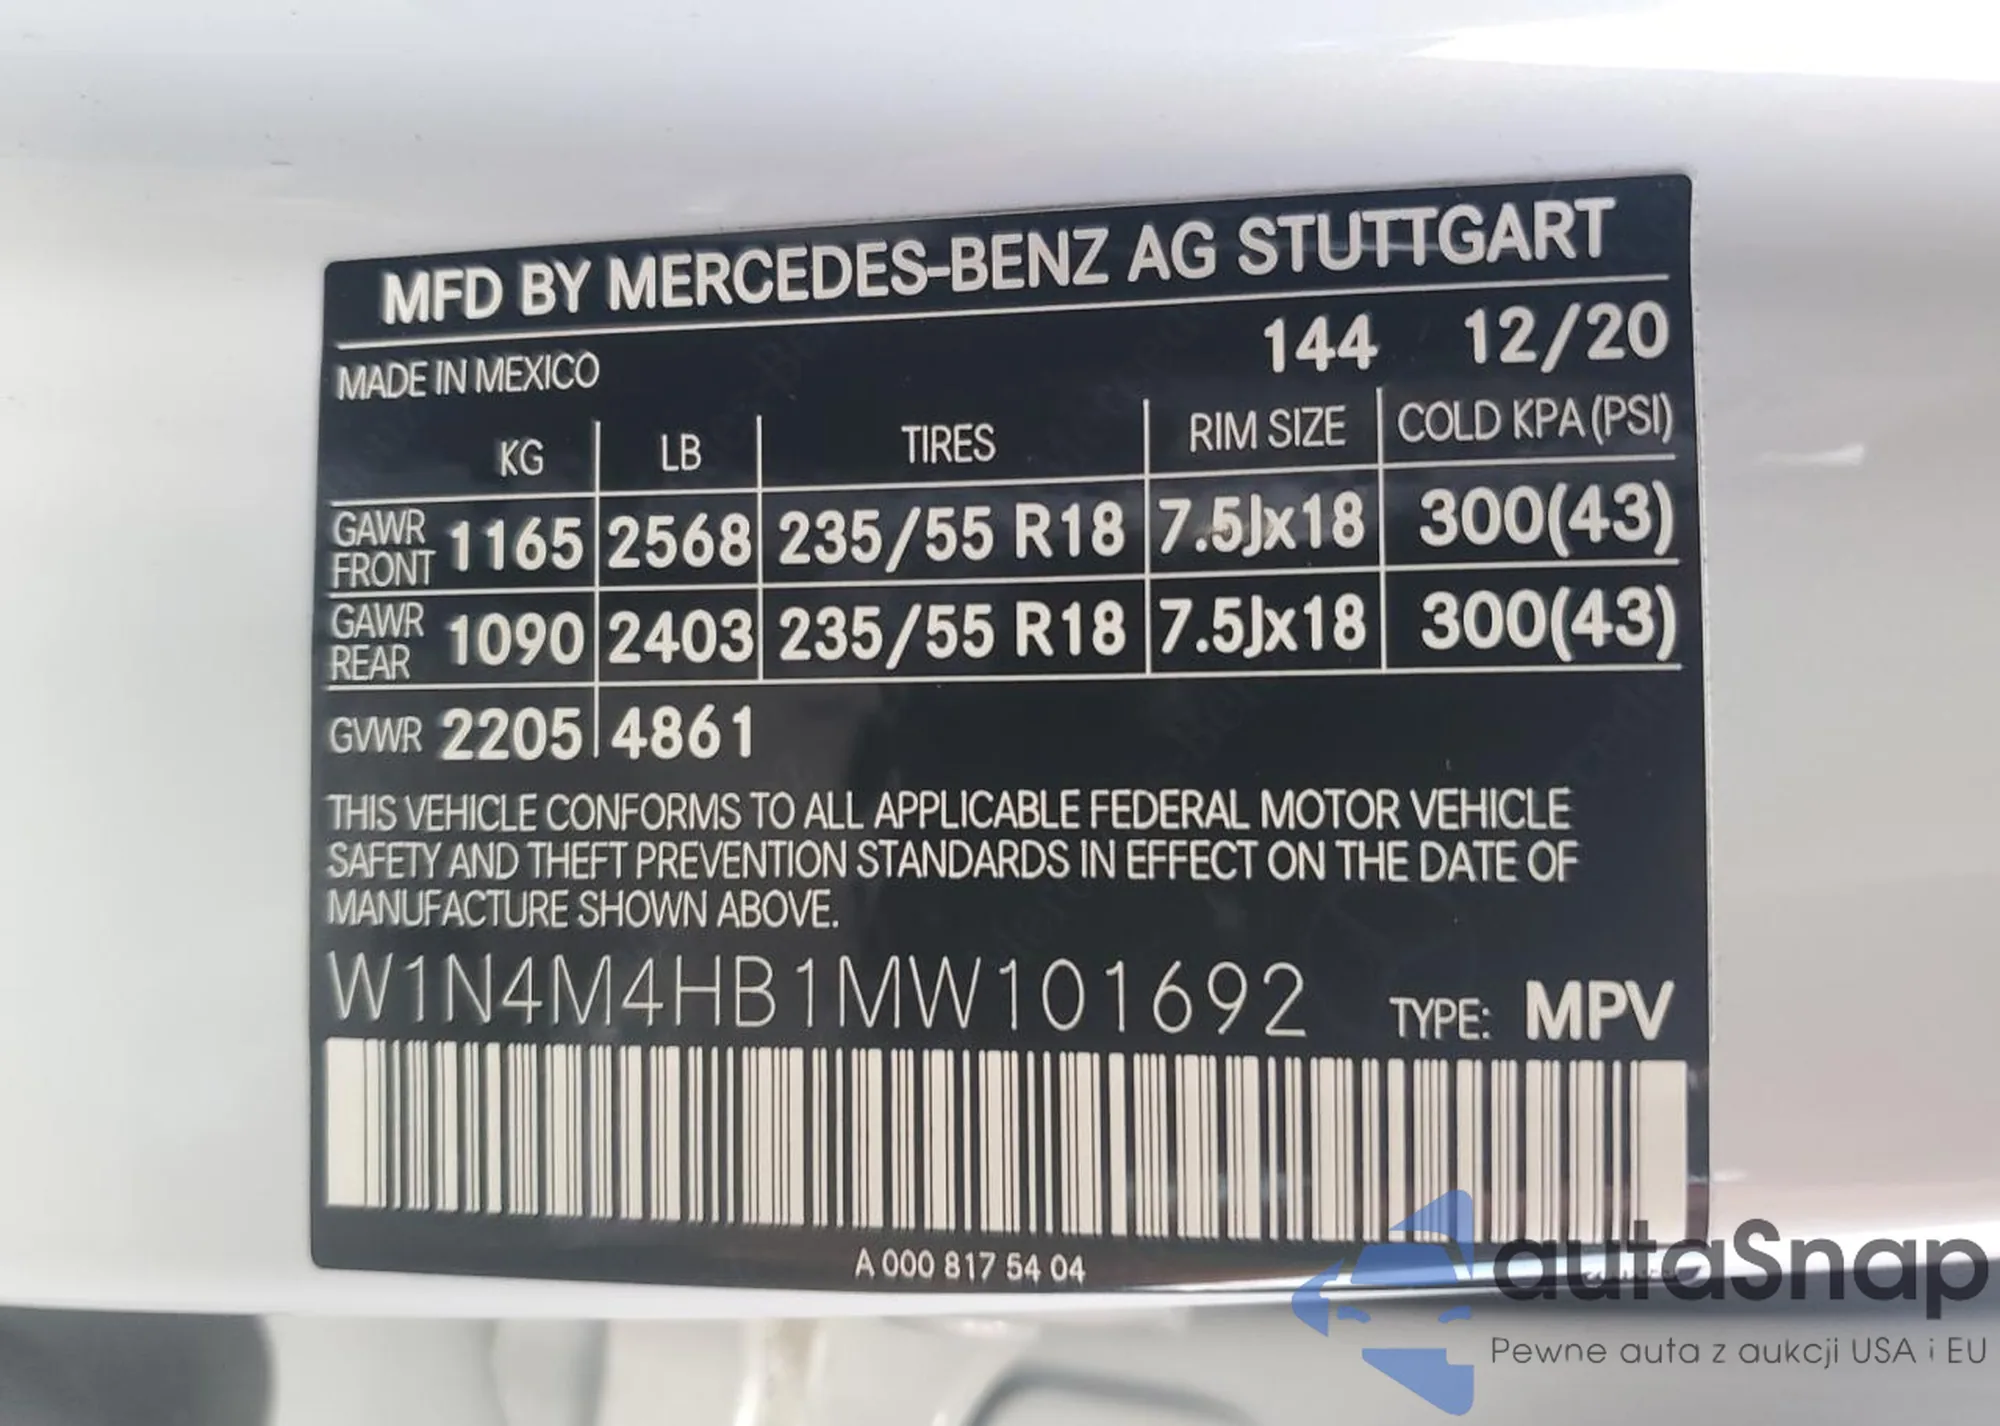 MFD BY MERCEDES-BENZ AG STUTTGART
MADE IN MEXICO 144 12/20
KG LB TIRES RIM SIZE COLD KPA (PSI)
GAWR FRONT 1165 2568 235/55 R18 7.5Jx18 300(43)
GAWR REAR 1090 2403 235/55 R18 7.5Jx18 300(43)
GVWR 2205 4861
THIS VEHICLE CONFORMS TO ALL APPLICABLE FEDERAL MOTOR VEHICLE
SAFETY AND THEFT PREVENTION STANDARDS IN EFFECT ON THE DATE OF
MANUFACTURE SHOWN ABOVE.
W1N4M4HB1MW101692 TYPE: MPV
A 000 817 54 04
autaSnap
Pewne auta z aukcji USA i EU